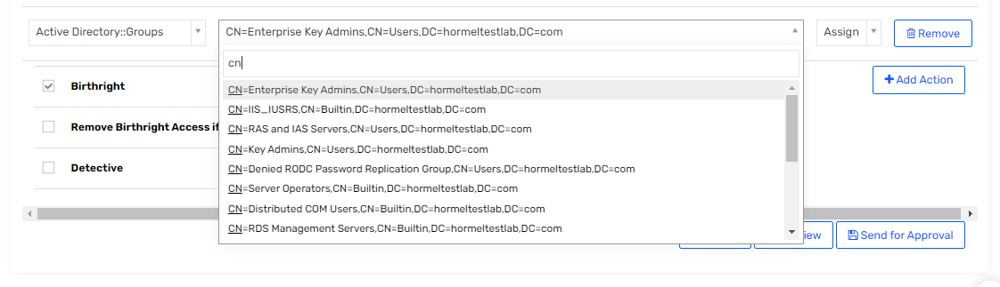 Active Directory::Groups
CN=Enterprise Key Admins,CN=Users,DC=hormeltestlab,DC=com
Assign
Remove
cn
CN=Enterprise Key Admins,CN=Users,DC=hormeltestlab,DC=com
CN=IIS_IUSRS,CN=Builtin,DC=hormeltestlab,DC=com
CN=RAS and IAS Servers,CN=Users,DC=hormeltestlab,DC=com
CN=Key Admins,CN=Users,DC=hormeltestlab,DC=com
CN=Denied RODC Password Replication Group,CN=Users,DC=hormeltestlab,DC=com
CN=Server Operators,CN=Builtin,DC=hormeltestlab,DC=com
CN=Distributed COM Users,CN=Builtin,DC=hormeltestlab,DC=com
CN=RDS Management Servers,CN=Builtin,DC=hormeltestlab,DC=com
Birthright
Add Action
Remove Birthright Access if
Detective
iew
Send for Approval